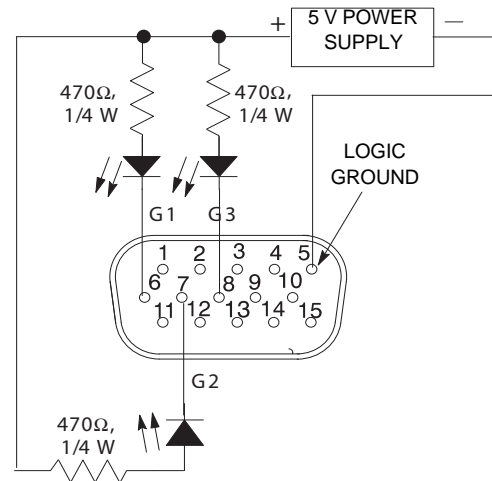 + 5 V POWER —
SUPPLY
470Ω,
1/4 W
470Ω,
1/4 W
LOGIC
GROUND
G1 G3
1 2 3 4 5
6 7 8 9 10
11 12 13 14 15
G2
470Ω,
1/4 W